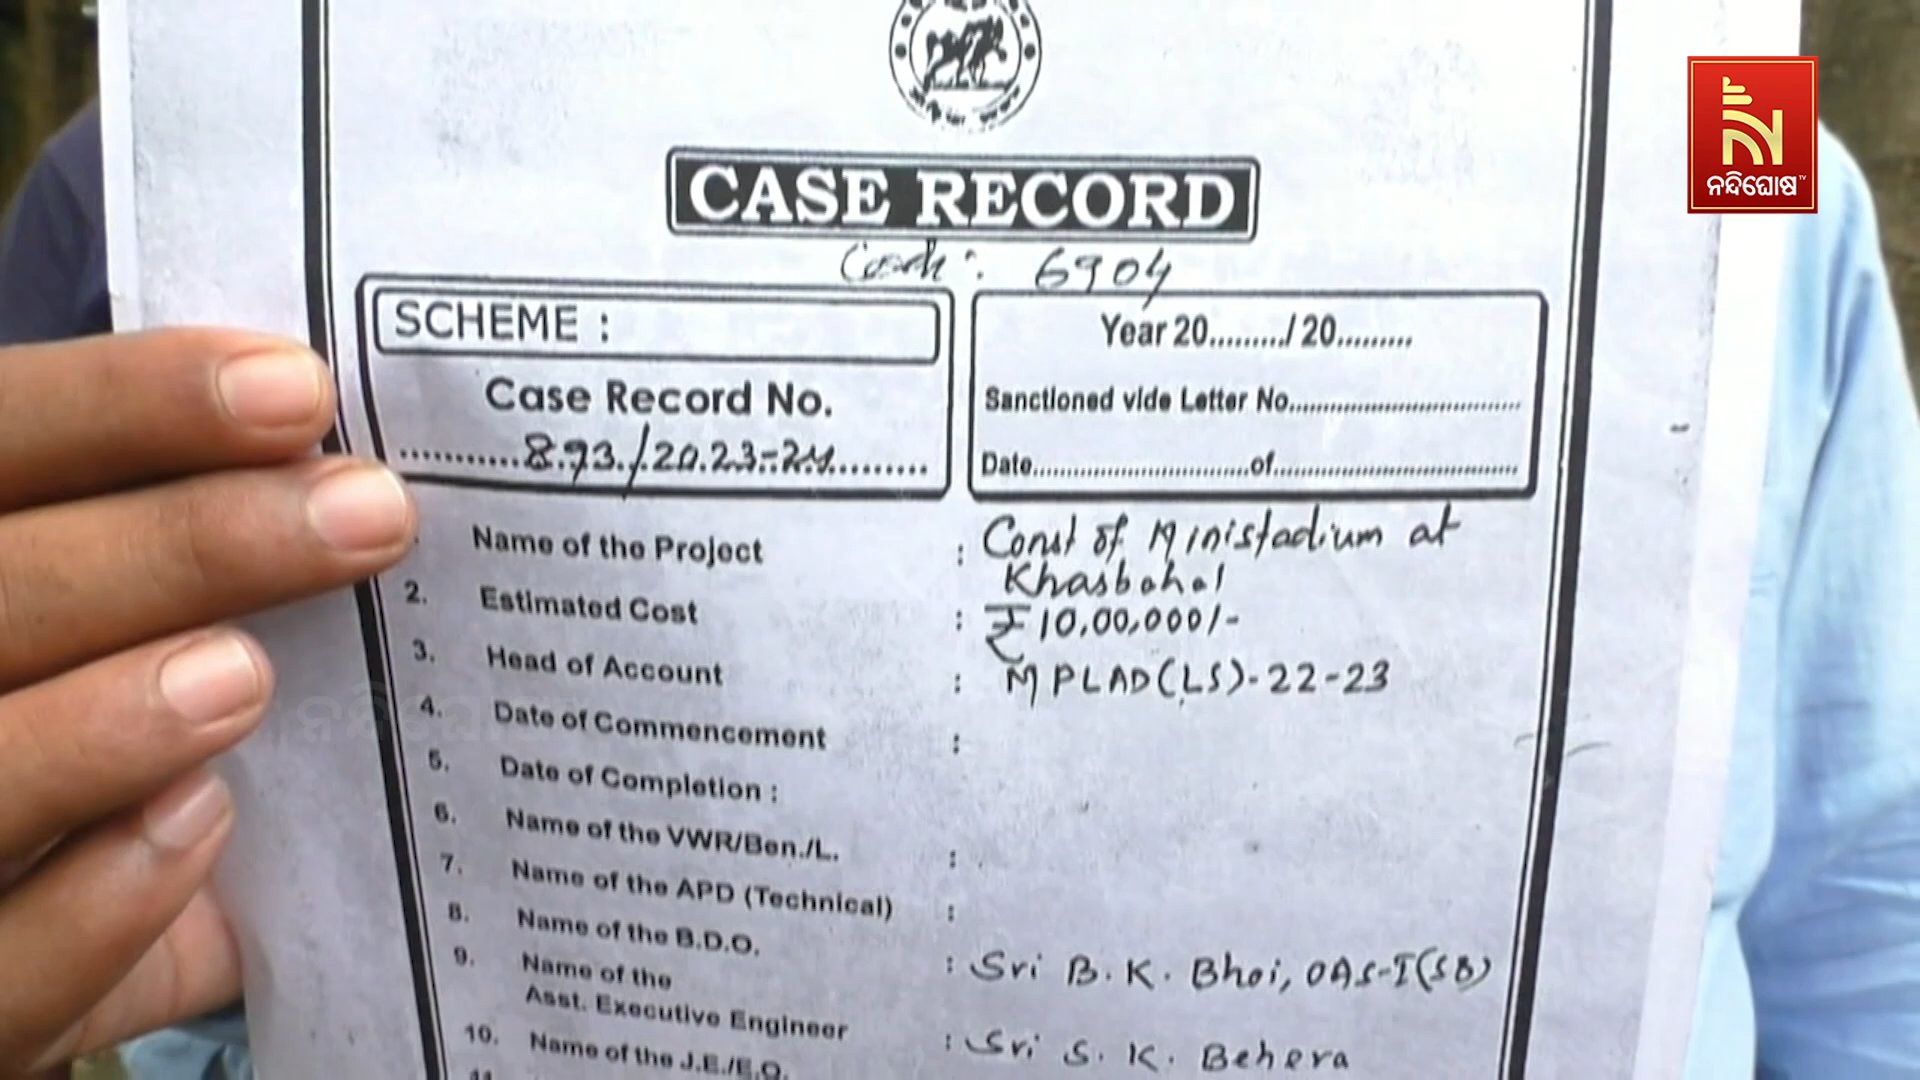 ନନ୍ଦିଘୋଷ TV
CASE RECORD
Code: 6904
SCHEME :
Case Record No.
...........893/2023-24.........
Year 20........./ 20.........
Sanctioned vide Letter No................................
Date..............................of..................................
Name of the Project : Const of Ministadium at
Khasbahal
2. Estimated Cost : ₹10,00,000/-
3. Head of Account : MPLAD(LS)-22-23
4. Date of Commencement :
5. Date of Completion :
6. Name of the VWR/Ben./L. :
7. Name of the APD (Technical) :
8. Name of the B.D.O. : Sri B. K. Bhoi, OAS-I(SB)
9. Name of the
Asst. Executive Engineer : Sri S. K. Behera
10. Name of the J.E./E.O.
11.